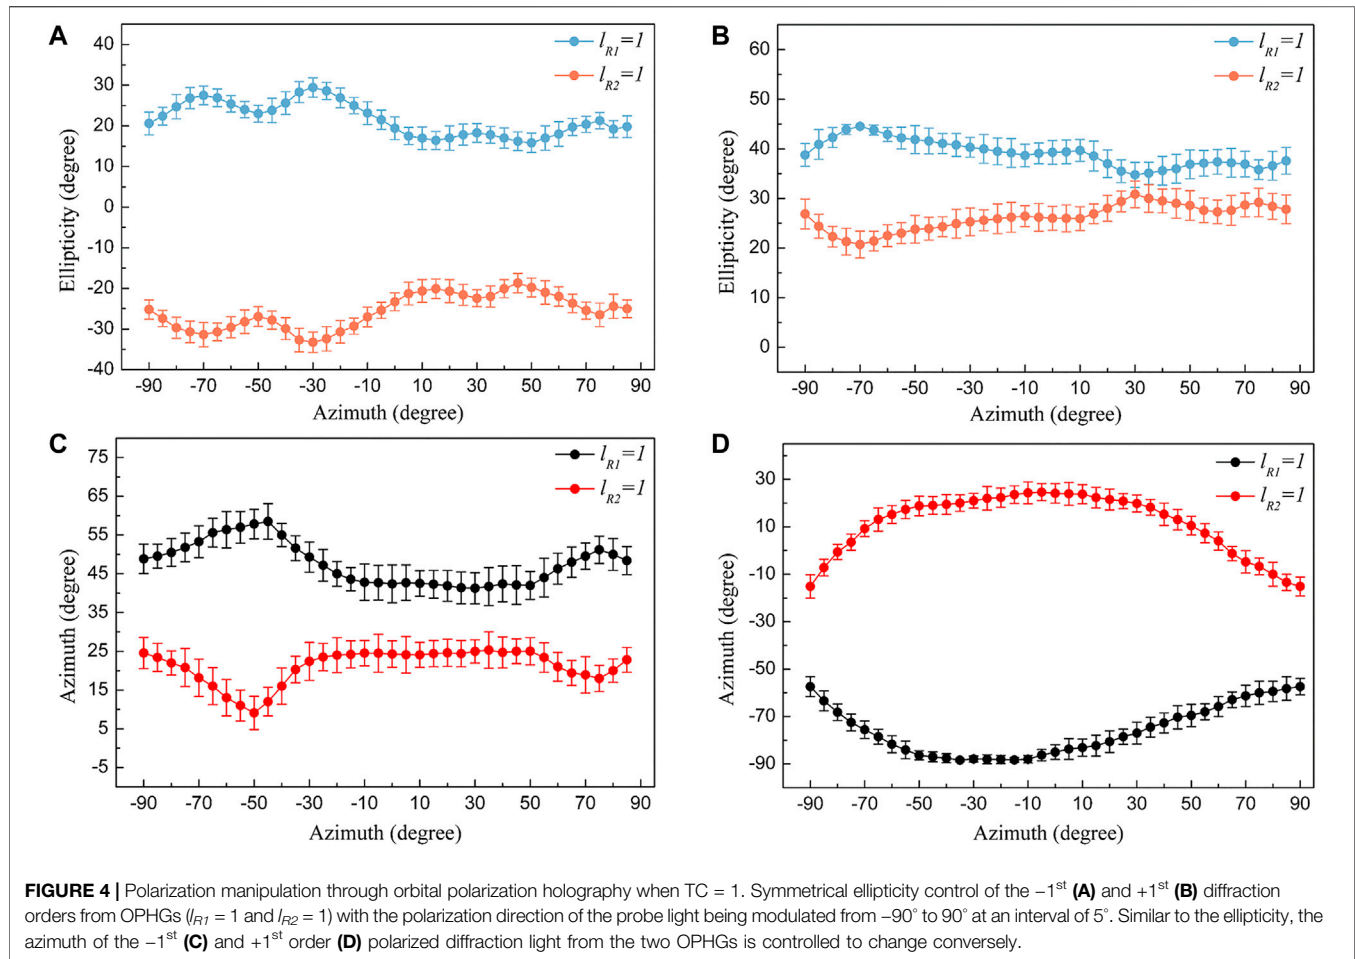 A
l_R1=1
l_R2=1
40
30
20
10
0
-10
-20
-30
-40
Ellipticity (degree)
-90 -70 -50 -30 -10 10 30 50 70 90
Azimuth (degree)
B
l_R1=1
l_R2=1
60
50
40
30
20
10
0
Ellipticity (degree)
-90 -70 -50 -30 -10 10 30 50 70 90
Azimuth (degree)
C
l_R1=1
l_R2=1
75
65
55
45
35
25
15
5
-5
Azimuth (degree)
-90 -70 -50 -30 -10 10 30 50 70 90
Azimuth (degree)
D
l_R1=1
l_R2=1
30
10
-10
-50
-70
-90
Azimuth (degree)
-90 -70 -50 -30 -10 10 30 50 70 90
Azimuth (degree)
FIGURE 4 | Polarization manipulation through orbital polarization holography when TC = 1. Symmetrical ellipticity control of the −1st (A) and +1st (B) diffraction
orders from OPHGs (lR1 = 1 and lR2 = 1) with the polarization direction of the probe light being modulated from −90° to 90° at an interval of 5°. Similar to the ellipticity, the
azimuth of the −1st (C) and +1st order (D) polarized diffraction light from the two OPHGs is controlled to change conversely.